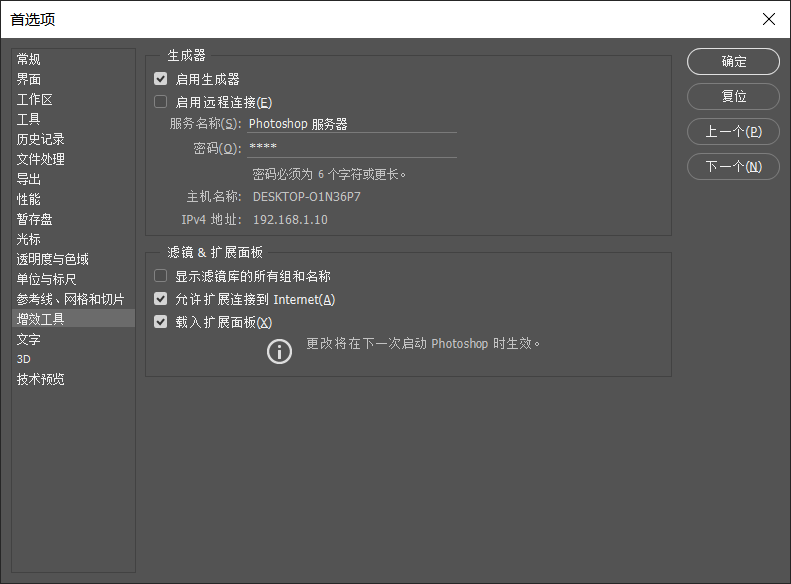 首选项
常规
界面
工作区
工具
历史记录
文件处理
导出
性能
暂存盘
光标
透明度与色域
单位与标尺
参考线、网格和切片
增效工具
文字
3D
技术预览
生成器
启用生成器
启用远程连接(E)
服务名称(S): Photoshop 服务器
密码(O): ****
密码必须为 6 个字符或更长。
主机名称: DESKTOP-O1N36P7
IPv4 地址: 192.168.1.10
滤镜 & 扩展面板
显示滤镜库的所有组和名称
允许扩展连接到 Internet(A)
载入扩展面板(X)
更改将在下一次启动 Photoshop 时生效。
确定
复位
上一个(P)
下一个(N)